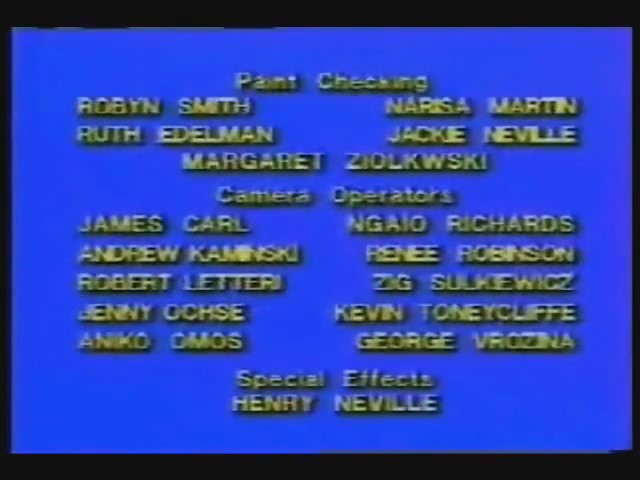 Paint Checking
ROBYN SMITH NARISA MARTIN
RUTH EDELMAN JACKIE NEVILLE
MARGARET ZIOLKWSKI
Camera Operators
JAMES CARL NGAIO RICHARDS
ANDREW KAMINSKI RENEE ROBINSON
ROBERT LETTERI ZIG SULKIEWICZ
JENNY OCHSE KEVIN TONEYCLIFFE
ANIKO OMOS GEORGE VROZINA
Special Effects
HENRY NEVILLE